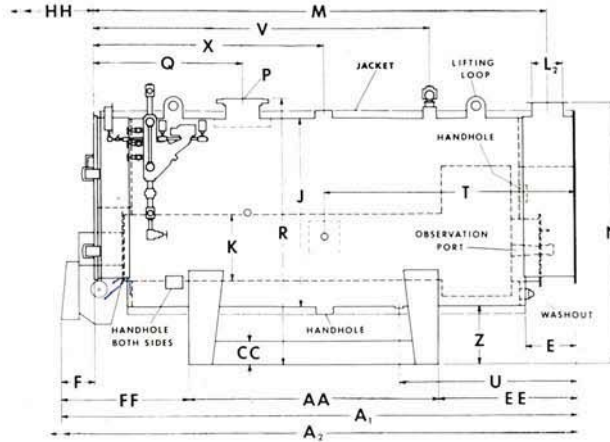 HH
M
V
X
Q
P
JACKET
LIFTING
LOOP
L2
HANDHOLE
J
T
K
R
OBSERVATION
PORT
N
HANDHOLE
BOTH SIDES
HANDHOLE
WASHOUT
CC
Z
E
F
U
FF
AA
EE
A1
A2